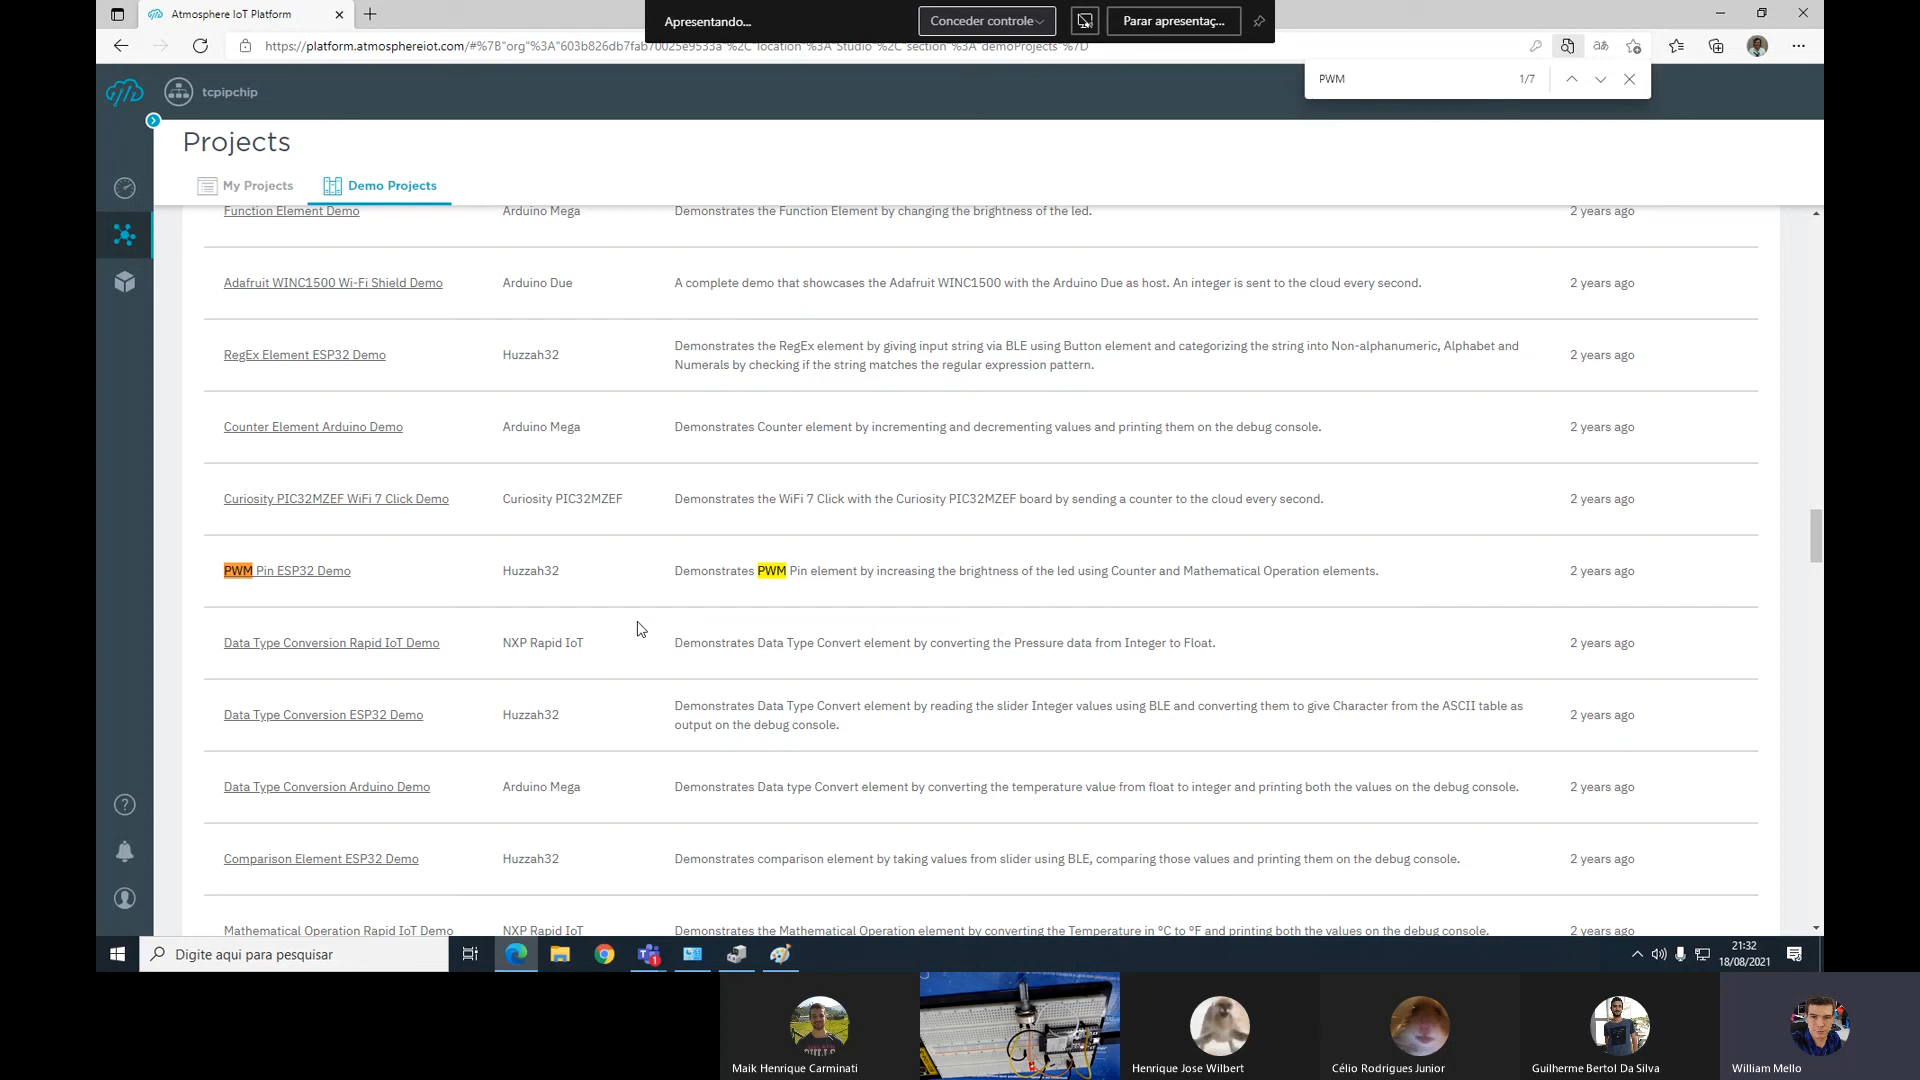 Atmosphere IoT Platform
Apresentando...
Conceder controle
Parar apresentaç...
https://platform.atmosphereiot.com/#%7B"org"%3A"603b826db7fab70025e9533a"%2C"location"%3A"Studio"%2C"section"%3A"demoProjects"%7D
PWM
1/7
tcpipchip
Projects
My Projects
Demo Projects
Function Element Demo Arduino Mega Demonstrates the Function Element by changing the brightness of the led. 2 years ago
Adafruit WINC1500 Wi-Fi Shield Demo Arduino Due A complete demo that showcases the Adafruit WINC1500 with the Arduino Due as host. An integer is sent to the cloud every second. 2 years ago
RegEx Element ESP32 Demo Huzzah32 Demonstrates the RegEx element by giving input string via BLE using Button element and categorizing the string into Non-alphanumeric, Alphabet and 2 years ago
Numerals by checking if the string matches the regular expression pattern.
Counter Element Arduino Demo Arduino Mega Demonstrates Counter element by incrementing and decrementing values and printing them on the debug console. 2 years ago
Curiosity PIC32MZEF WiFi 7 Click Demo Curiosity PIC32MZEF Demonstrates the WiFi 7 Click with the Curiosity PIC32MZEF board by sending a counter to the cloud every second. 2 years ago
PWM Pin ESP32 Demo Huzzah32 Demonstrates PWM Pin element by increasing the brightness of the led using Counter and Mathematical Operation elements. 2 years ago
Data Type Conversion Rapid IoT Demo NXP Rapid IoT Demonstrates Data Type Convert element by converting the Pressure data from Integer to Float. 2 years ago
Data Type Conversion ESP32 Demo Huzzah32 Demonstrates Data Type Convert element by reading the slider Integer values using BLE and converting them to give Character from the ASCII table as 2 years ago
output on the debug console.
Data Type Conversion Arduino Demo Arduino Mega Demonstrates Data type Convert element by converting the temperature value from float to integer and printing both the values on the debug console. 2 years ago
Comparison Element ESP32 Demo Huzzah32 Demonstrates comparison element by taking values from slider using BLE, comparing those values and printing them on the debug console. 2 years ago
Mathematical Operation Rapid IoT Demo NXP Rapid IoT Demonstrates the Mathematical Operation element by converting the Temperature in °C to °F and printing both the values on the debug console. 2 years ago
Digite aqui para pesquisar
21:32
18/08/2021
Maik Henrique Carminati
Henrique Jose Wilbert
Célio Rodrigues Junior
Guilherme Bertol Da Silva
William Mello